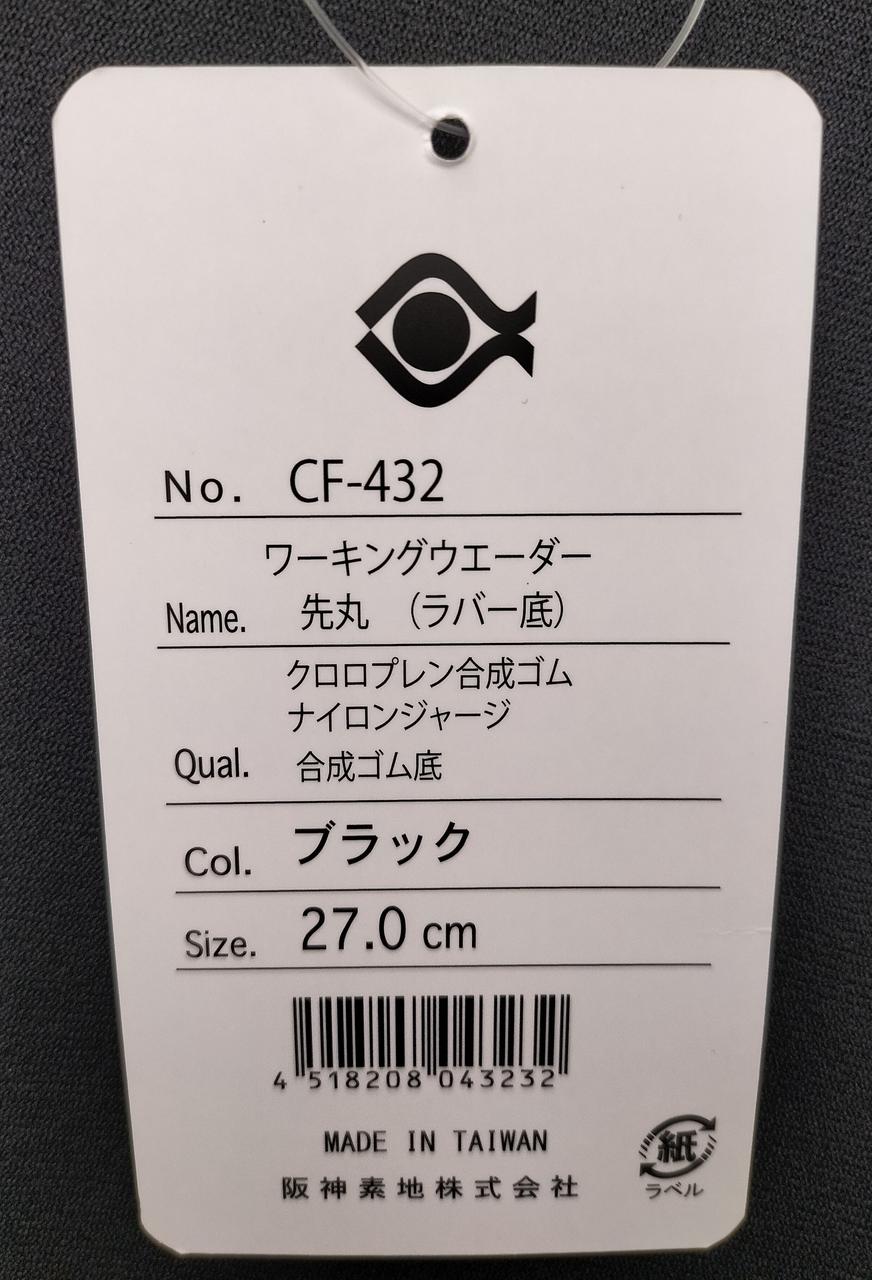 No. CF-432
ワーキングウエーダー
Name. 先丸 （ラバー底）
クロロプレン合成ゴム
ナイロンジャージ
Qual. 合成ゴム底
Col. ブラック
Size. 27.0 cm
4 518208 043232
MADE IN TAIWAN
阪神素地株式会社
紙
ラベル